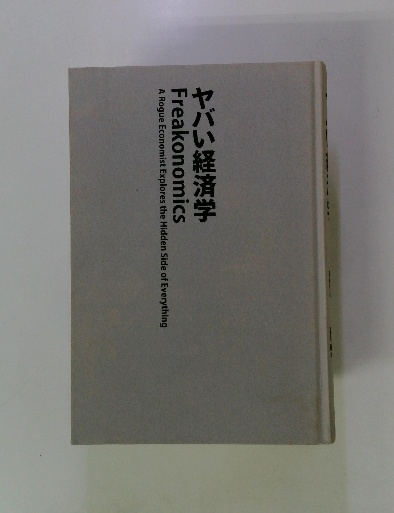 ヤバい経済学
Freakonomics
A Rogue Economist Explores the Hidden Side of Everything